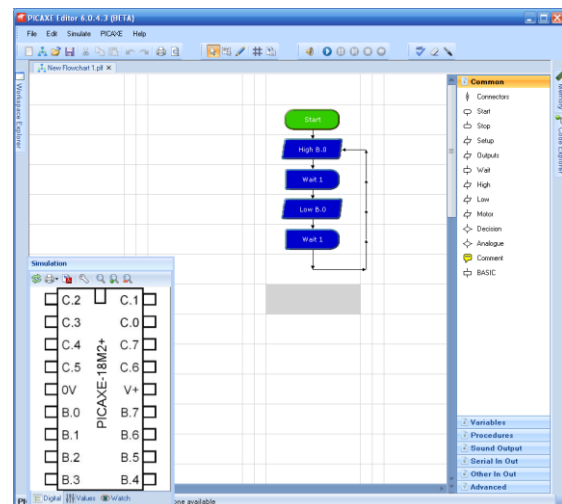 PICAXE Editor 6.0.4.3 (BETA)
File Edit Simulate PICAXE Help
New Flowchart 1.plf
Workspace Explorer
Start
High B.0
Wait 1
Low B.0
Wait 1
Common
Connectors
Start
Stop
Setup
Outputs
Wait
High
Low
Motor
Decision
Analogue
Comment
BASIC
Variables
Procedures
Sound Output
Serial In Out
Other In Out
Advanced
Memory
Code Explorer
Simulation
C.2 C.1
C.3 C.0
C.4 C.7
C.5 C.6
0V V+
B.0 B.7
B.1 B.6
B.2 B.5
B.3 B.4
PICAXE-18M2+
Digital Values Watch
one available